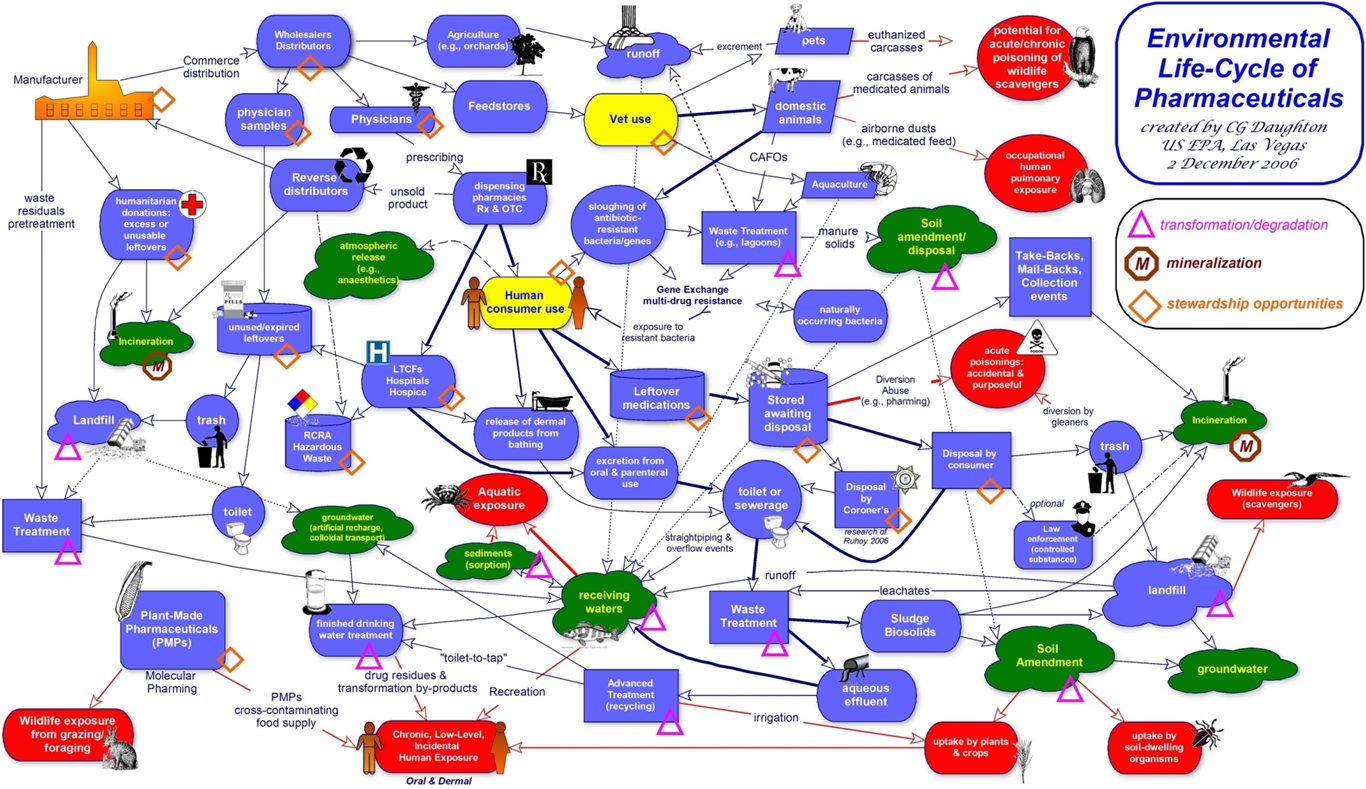 Environmental
Life-Cycle of
Pharmaceuticals
created by CG Daughton
US EPA, Las Vegas
2 December 2006
transformation/degradation
M
mineralization
stewardship opportunities
Manufacturer
Commerce
distribution
Wholesalers
Distributors
Agriculture
(e.g., orchards)
runoff
excrement
pets
euthanized
carcasses
potential for
acute/chronic
poisoning of
wildlife
scavengers
carcasses of
medicated animals
physician
samples
Physicians
Feedstores
Vet use
domestic
animals
airborne dusts
(e.g., medicated feed)
occupational
human
pulmonary
exposure
prescribing
CAFOs
Reverse
distributors
unsold
product
dispensing
pharmacies
Rx & OTC
Rx
Aquaculture
waste
residuals
pretreatment
humanitarian
donations:
excess or
unusable
leftovers
sloughing of
antibiotic-
resistant
bacteria/genes
Waste Treatment
(e.g., lagoons)
manure
solids
Soil
amendment/
disposal
atmospheric
release
(e.g.,
anaesthetics)
Take-Backs,
Mail-Backs,
Collection
events
Human
consumer use
Gene Exchange
multi-drug resistance
exposure to
resistant bacteria
naturally
occurring bacteria
PILLS
unused/expired
leftovers
Incineration
M
H
LTCFs
Hospitals
Hospice
POISON
acute
poisonings:
accidental &
purposeful
Leftover
medications
Stored
awaiting
disposal
Diversion
Abuse
(e.g., pharming)
diversion by
gleaners
Incineration
M
Landfill
trash
RCRA
Hazardous
Waste
release of dermal
products from
bathing
excretion from
oral & parenteral
use
Disposal by
consumer
trash
Wildlife exposure
(scavengers)
Aquatic
exposure
toilet or
sewerage
Disposal
by
Coroner's
research of
Ruhoy 2006
optional
Law
enforcement
(controlled
substances)
Waste
Treatment
toilet
groundwater
(artificial recharge,
colloidal transport)
sediments
(sorption)
straightpiping &
overflow events
runoff
leachates
landfill
receiving
waters
Plant-Made
Pharmaceuticals
(PMPs)
Molecular
Pharming
finished drinking
water treatment
Waste
Treatment
Sludge
Biosolids
Soil
Amendment
groundwater
"toilet-to-tap"
drug residues &
transformation by-products
Recreation
Advanced
Treatment
(recycling)
aqueous
effluent
PMPs
cross-contaminating
food supply
irrigation
Wildlife exposure
from grazing/
foraging
Chronic, Low-Level,
Incidental
Human Exposure
Oral & Dermal
uptake by plants
& crops
uptake by
soil-dwelling
organisms